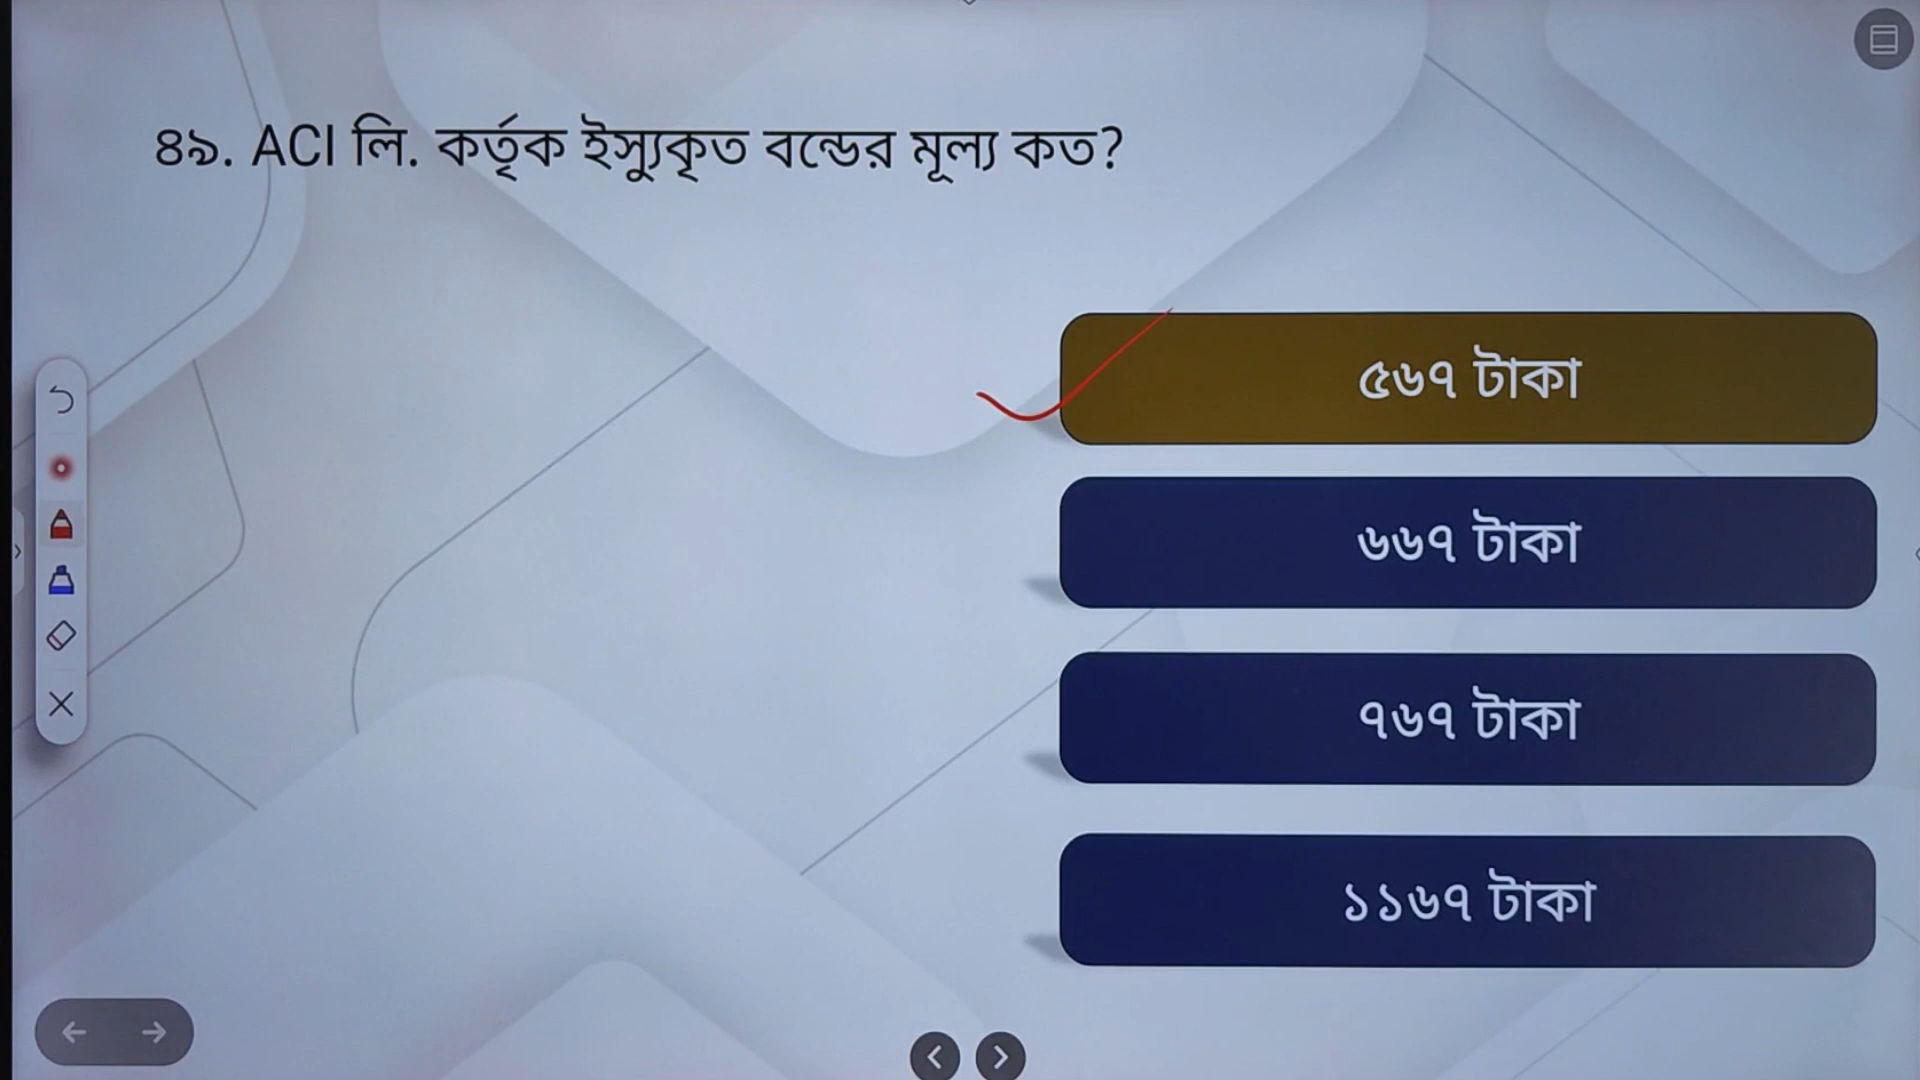 ৪৯. ACI লি. কর্তৃক ইস্যুকৃত বন্ডের মূল্য কত?
৫৬৭ টাকা
৬৬৭ টাকা
৭৬৭ টাকা
১১৬৭ টাকা